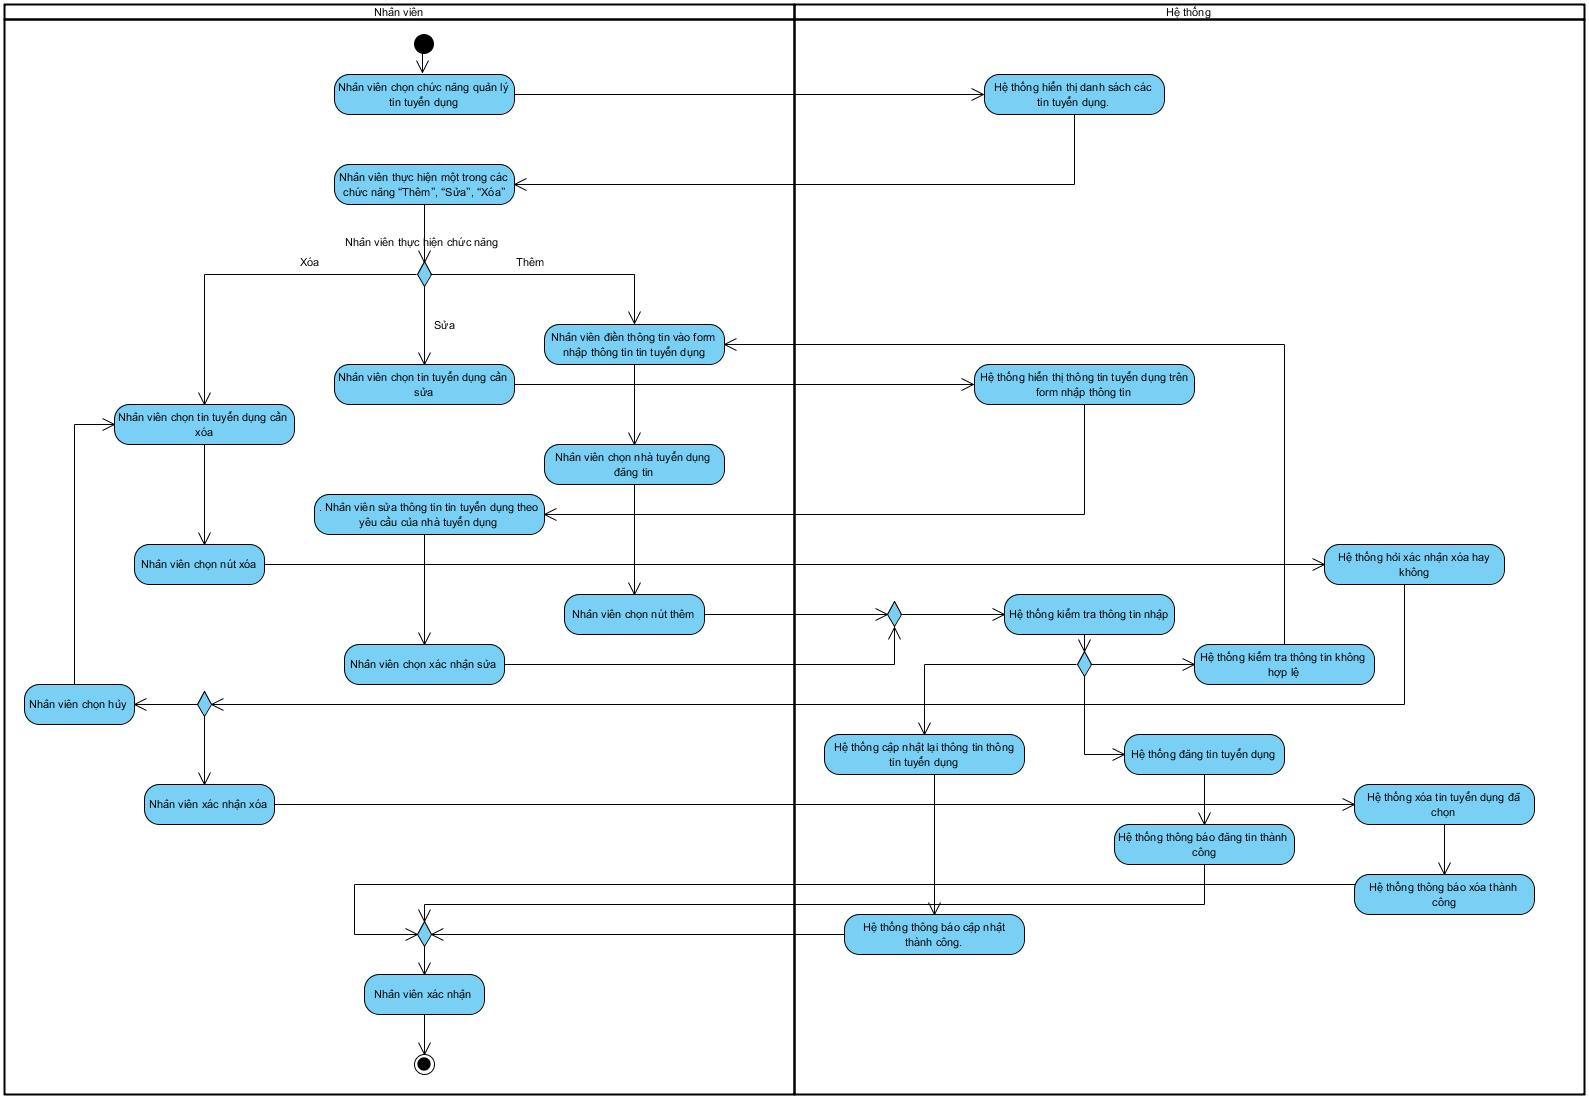 Nhân viên
Hệ thống
Nhân viên chọn chức năng quản lý
tin tuyển dụng
Hệ thống hiển thị danh sách các
tin tuyển dụng.
Nhân viên thực hiện một trong các
chức năng “Thêm”, “Sửa”, “Xóa”
Nhân viên thực hiện chức năng
Xóa
Thêm
Sửa
Nhân viên điền thông tin vào form
nhập thông tin tin tuyển dụng
Nhân viên chọn tin tuyển dụng cần
sửa
Hệ thống hiển thị thông tin tuyển dụng trên
form nhập thông tin
Nhân viên chọn tin tuyển dụng cần
xóa
Nhân viên chọn nhà tuyển dụng
đăng tin
. Nhân viên sửa thông tin tin tuyển dụng theo
yêu cầu của nhà tuyển dụng
Nhân viên chọn nút xóa
Hệ thống hỏi xác nhận xóa hay
không
Nhân viên chọn nút thêm
Hệ thống kiểm tra thông tin nhập
Nhân viên chọn xác nhận sửa
Hệ thống kiểm tra thông tin không
hợp lệ
Nhân viên chọn hủy
Hệ thống cập nhật lại thông tin thông
tin tuyển dụng
Hệ thống đăng tin tuyển dụng
Nhân viên xác nhận xóa
Hệ thống xóa tin tuyển dụng đã
chọn
Hệ thống thông báo đăng tin thành
công
Hệ thống thông báo xóa thành
công
Hệ thống thông báo cập nhật
thành công.
Nhân viên xác nhận